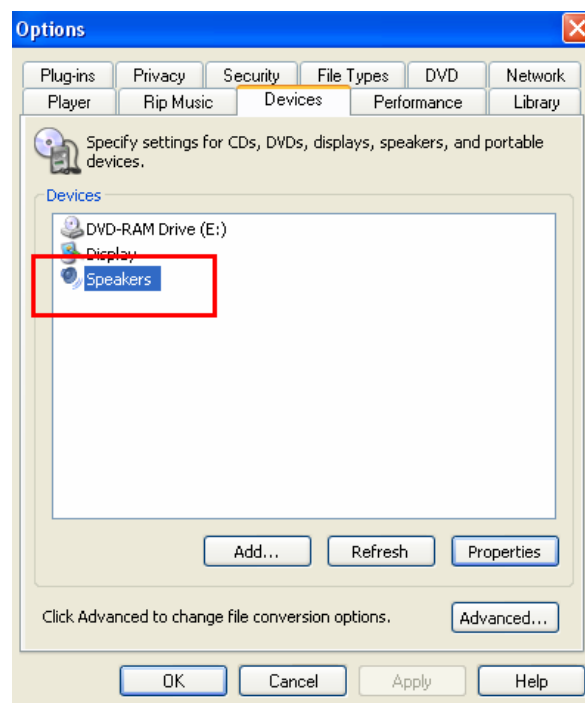 Options
Plug-ins Privacy Security File Types DVD Network
Player Rip Music Devices Performance Library
Specify settings for CDs, DVDs, displays, speakers, and portable
devices.
Devices
DVD-RAM Drive (E:)
Display
Speakers
Add... Refresh Properties
Click Advanced to change file conversion options. Advanced...
OK Cancel Apply Help